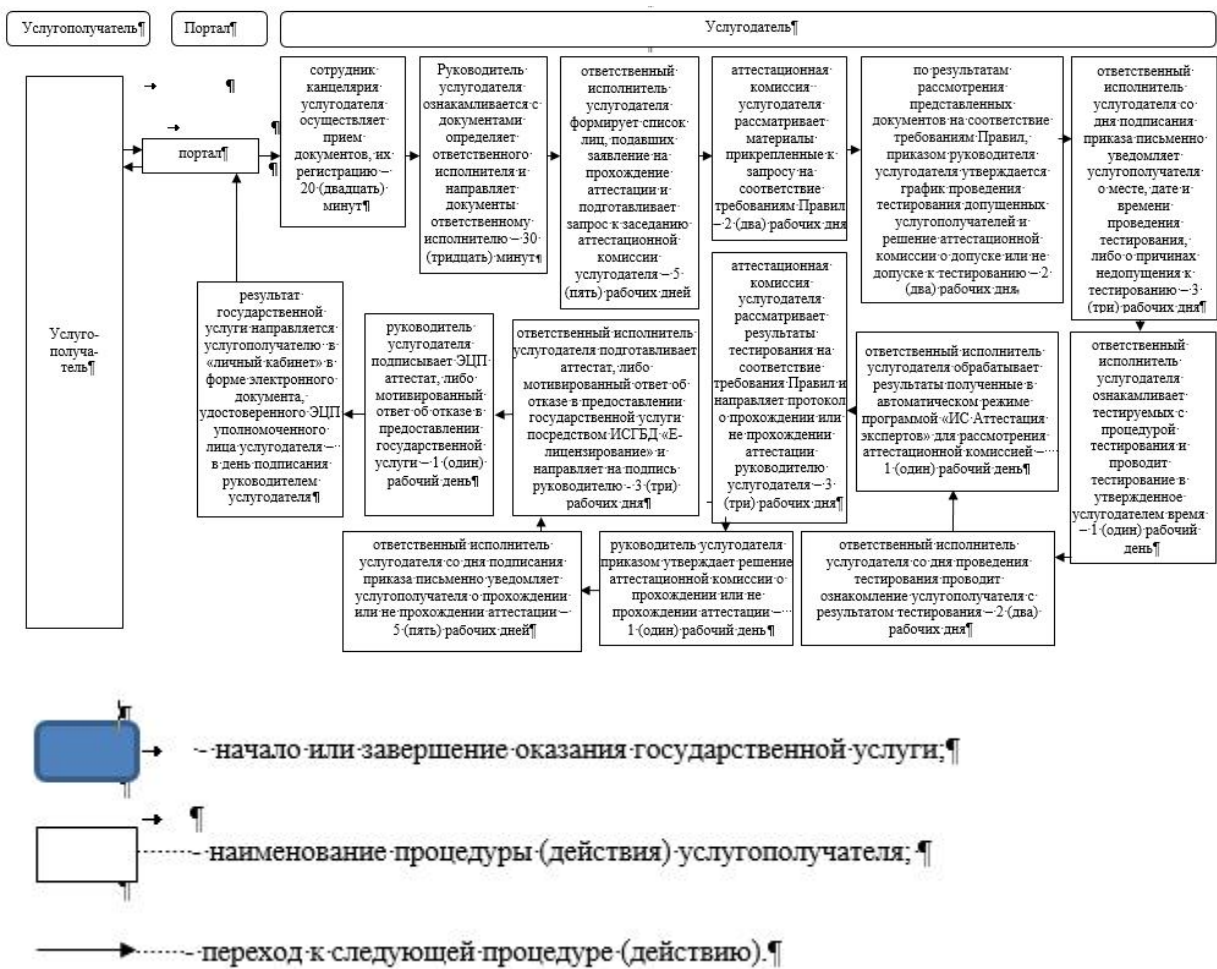 Услугополучатель¶
Портал¶
Услугодатель¶
Услуго-
получа-
тель¶
портал¶
сотрудник
канцелярия
услугодателя
осуществляет
прием
документов, их
регистрацию –
20 (двадцать)
минут¶
Руководитель
услугодателя
ознакамливается с
документами
определяет
ответственного
исполнителя и
направляет
документы
ответственному
исполнителю – 30
(тридцать) минут¶
ответственный
исполнитель
услугодателя
формирует список
лиц, подавших
заявление на
прохождение
аттестации и
подготавливает
запрос к заседанию
аттестационной
комиссии
услугодателя – 5
(пять) рабочих дней
аттестационная
комиссия
услугодателя
рассматривает
материалы
прикрепленные к
запросу на
соответствие
требованиям Правил
– 2 (два) рабочих дня
по результатам
рассмотрения
представленных
документов на соответствие
требованиям Правил,
приказом руководителя
услугодателя утверждается
график проведения
тестирования допущенных
услугополучателей и
решение аттестационной
комиссии о допуске или не
допуске к тестированию – 2
(два) рабочих дня¶
ответственный
исполнитель
услугодателя со
дня подписания
приказа письменно
уведомляет
услугополучателя
о месте, дате и
времени
проведения
тестирования,
либо о причинах
недопущения к
тестированию – 3
(три) рабочих дня¶
ответственный
исполнитель
услугодателя
ознакамливает
тестируемых с
процедурой
тестирования и
проводит
тестирование в
утвержденное
услугодателем время
– 1 (один) рабочий
день¶
ответственный исполнитель
услугодателя со дня проведения
тестирования проводит
ознакомление услугополучателя с
результатом тестирования – 2 (два)
рабочих дня¶
ответственный исполнитель
услугодателя обрабатывает
результаты полученные в
автоматическом режиме
программой «ИС Аттестация
экспертов» для рассмотрения
аттестационной комиссией –
1 (один) рабочий день¶
аттестационная
комиссия
услугодателя
рассматривает
результаты
тестирования на
соответствие
требования Правил и
направляет протокол
о прохождении или
не прохождении
аттестации
руководителю
услугодателя – 3
(три) рабочих дня¶
руководитель услугодателя
приказом утверждает решение
аттестационной комиссии о
прохождении или не
прохождении аттестации –
1 (один) рабочий день¶
ответственный исполнитель
услугодателя со дня подписания
приказа письменно уведомляет
услугополучателя о прохождении
или не прохождении аттестации –
5 (пять) рабочих дней¶
ответственный исполнитель
услугодателя подготавливает
аттестат, либо
мотивированный ответ об
отказе в предоставлении
государственной услуги
посредством ИСГБД «Е-
лицензирование» и
направляет на подпись
руководителю - 3 (три)
рабочих дня¶
руководитель
услугодателя
подписывает ЭЦП
аттестат, либо
мотивированный
ответ об отказе в
предоставлении
государственной
услуги – 1 (один)
рабочий день¶
результат
государственной
услуги направляется
услугополучателю в
«личный кабинет» в
форме электронного
документа,
удостоверенного ЭЦП
уполномоченного
лица услугодателя –
в день подписания
руководителем
услугодателя¶
- начало или завершение оказания государственной услуги;¶
- наименование процедуры (действия) услугополучателя; ¶
- переход к следующей процедуре (действию).¶